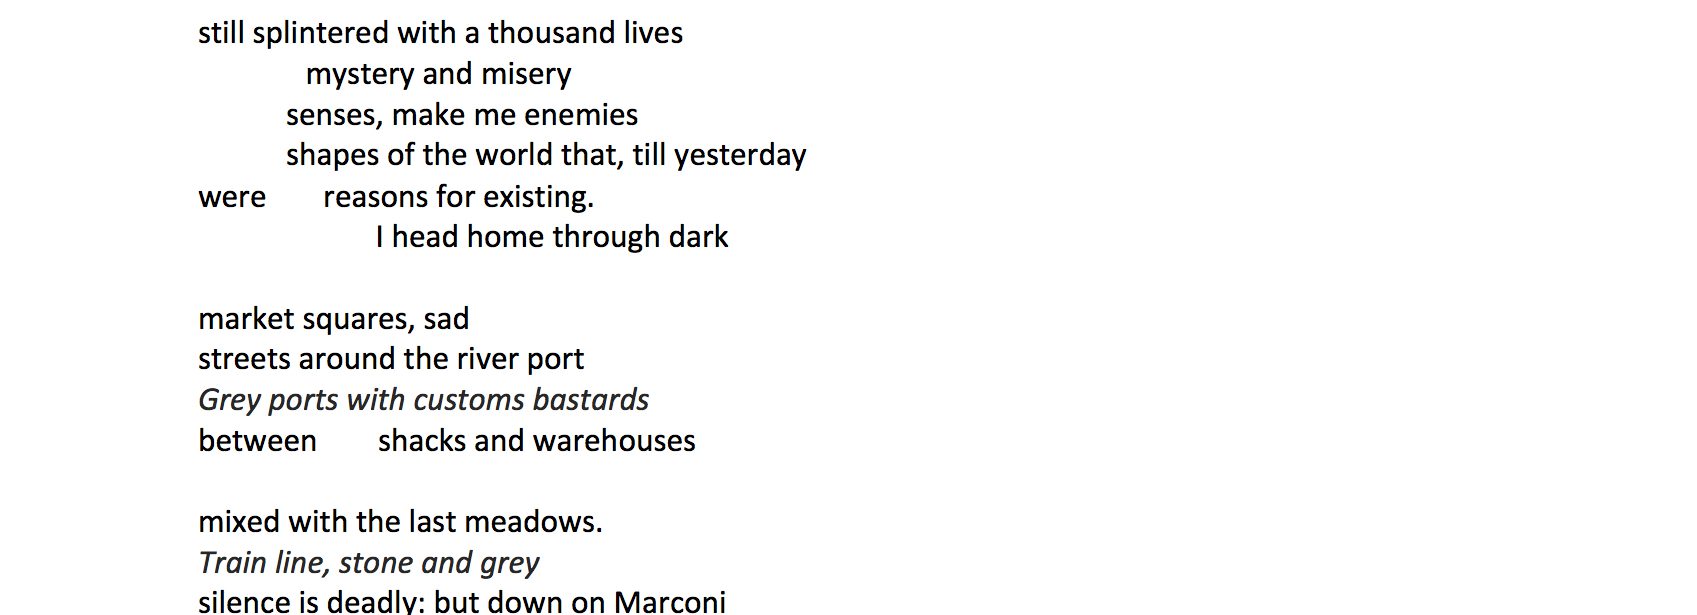 still splintered with a thousand lives
mystery and misery
senses, make me enemies
shapes of the world that, till yesterday
were reasons for existing.
I head home through dark
market squares, sad
streets around the river port
Grey ports with customs bastards
between shacks and warehouses
mixed with the last meadows.
Train line, stone and grey
silence is deadly: but down on Marconi